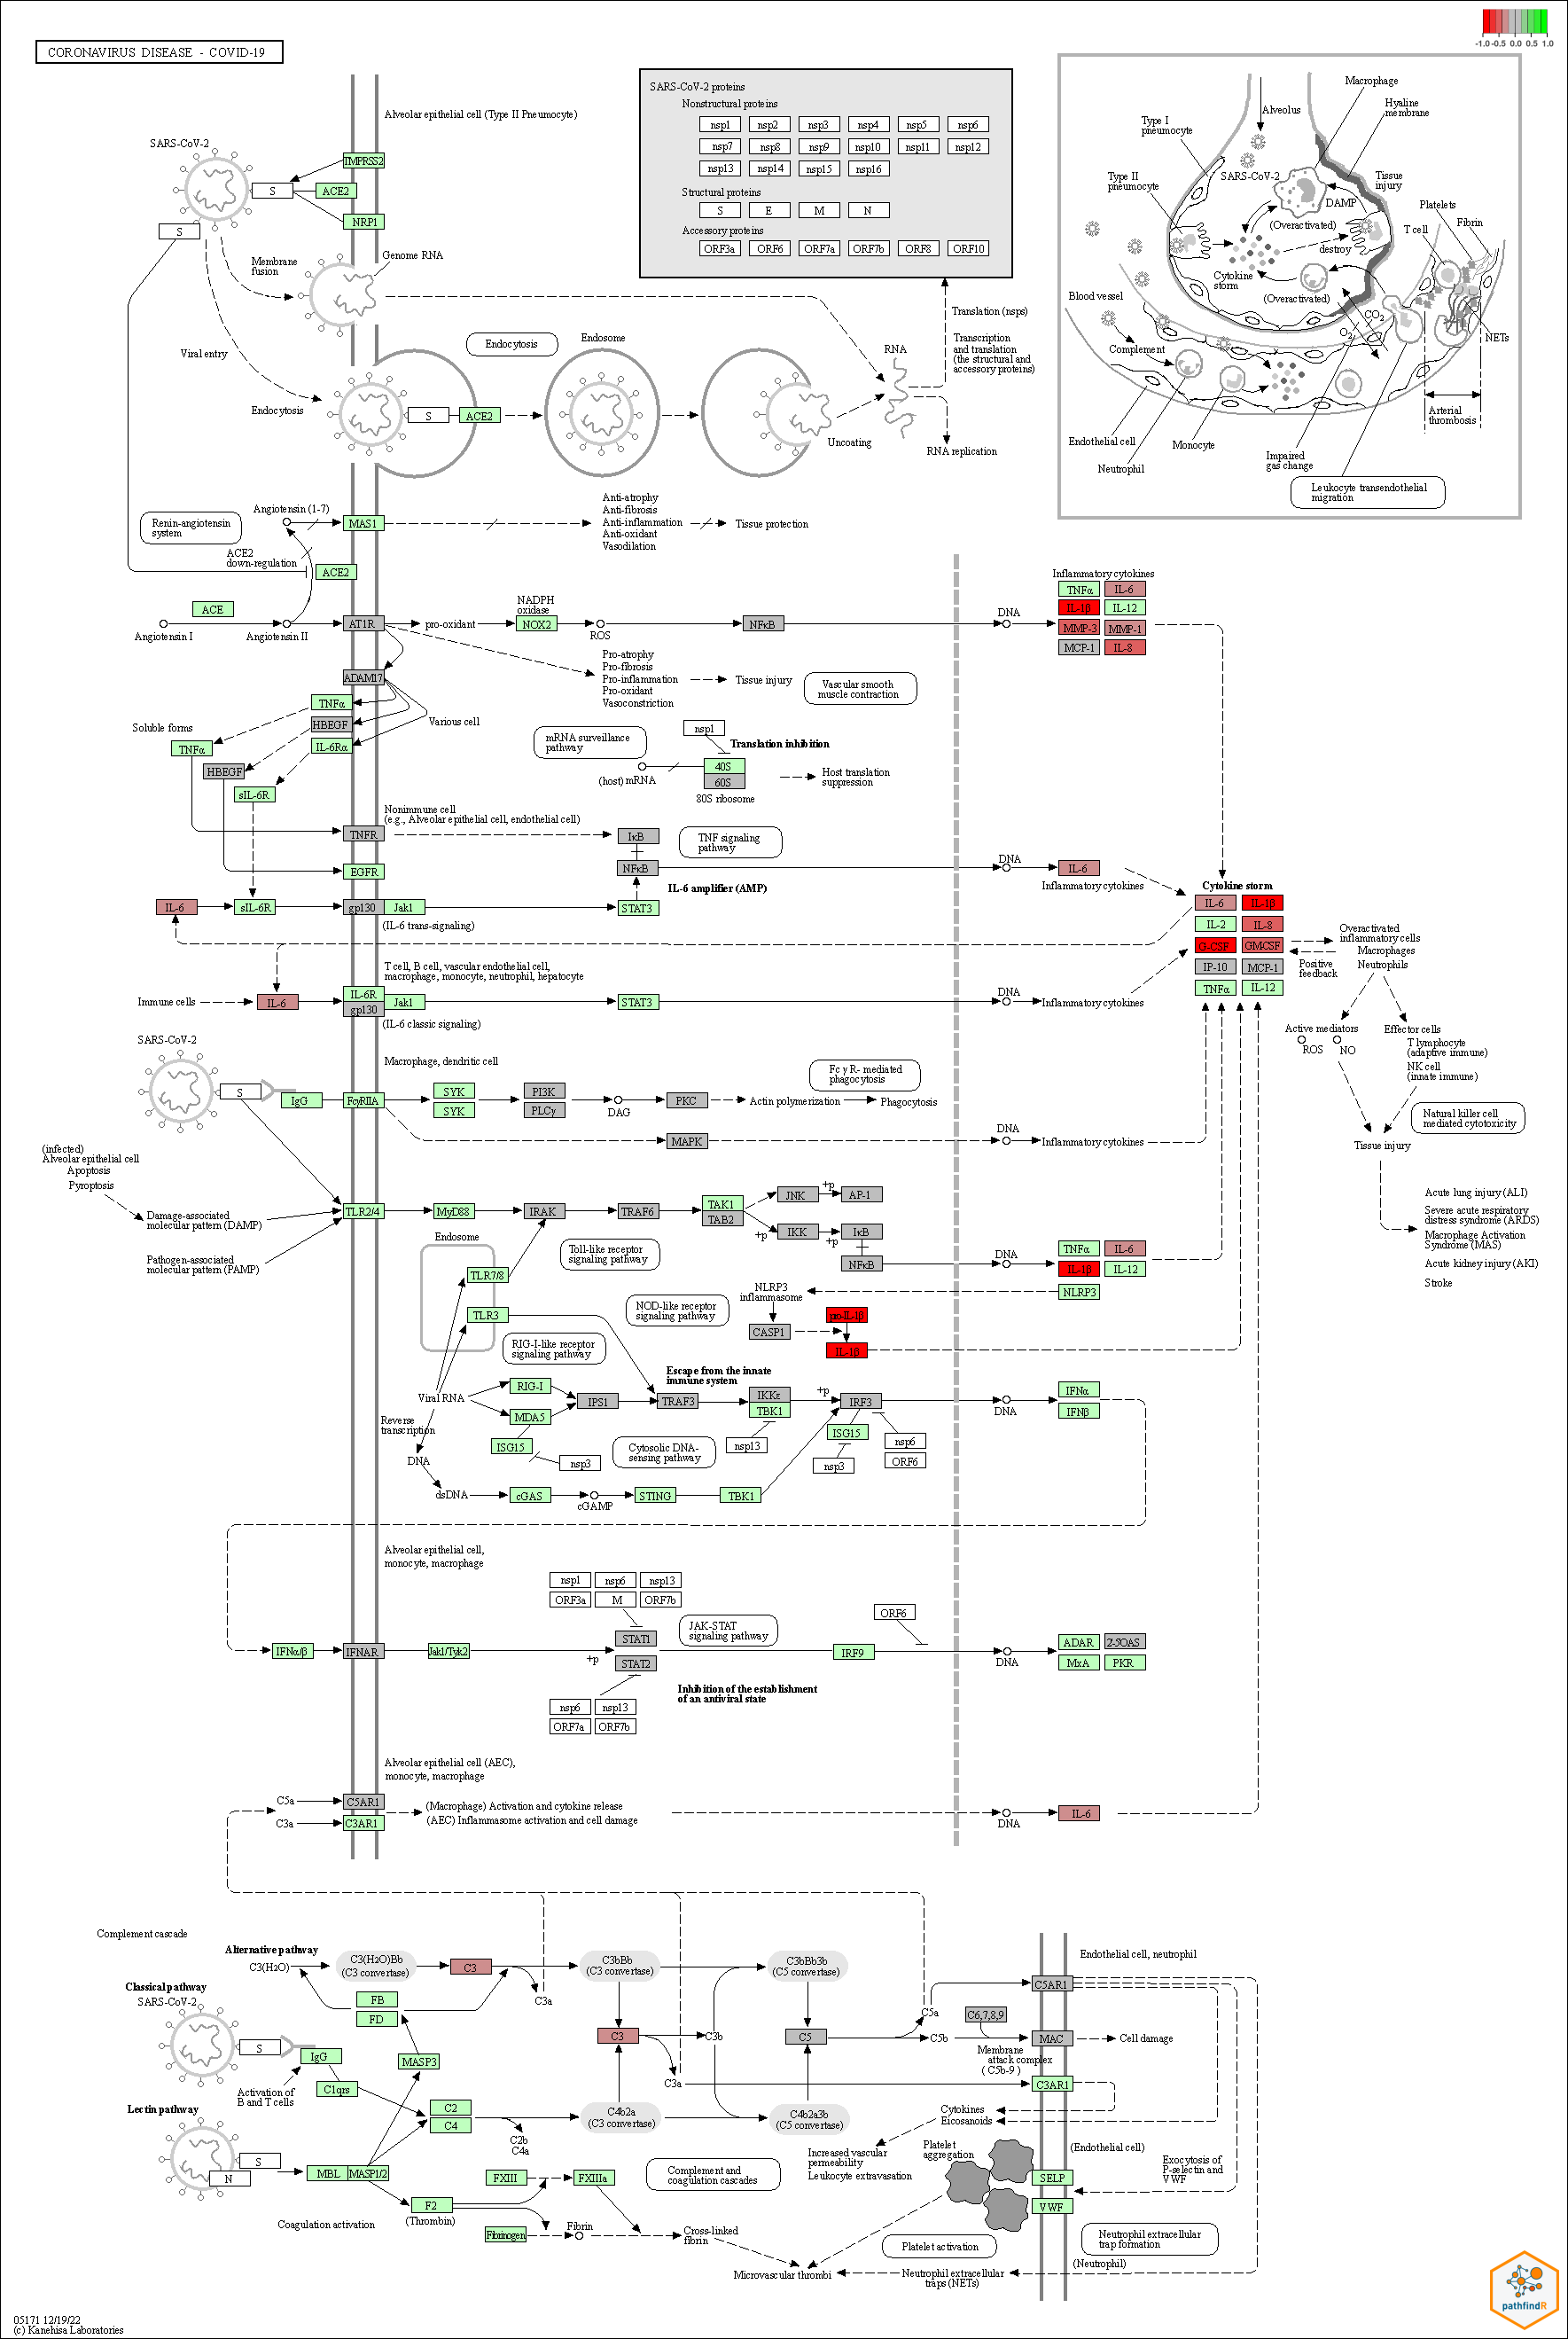 -1.0 -0.5 0.0 0.5 1.0
CORONAVIRUS DISEASE - COVID-19
Alveolar epithelial cell (Type II Pneumocyte)
SARS-CoV-2
TMPRSS2
S
ACE2
NRP1
S
Membrane
fusion
Genome RNA
Viral entry
Endocytosis
S
ACE2
Endocytosis
Endosome
Uncoating
RNA
RNA replication
Translation (nsps)
Transcription
and translation
(the structural and
accessory proteins)
SARS-CoV-2 proteins
Nonstructural proteins
nsp1 nsp2 nsp3 nsp4 nsp5 nsp6
nsp7 nsp8 nsp9 nsp10 nsp11 nsp12
nsp13 nsp14 nsp15 nsp16
Structural proteins
S E M N
Accessory proteins
ORF3a ORF6 ORF7a ORF7b ORF8 ORF10
Macrophage
Alveolus
Hyaline
membrane
Type I
pneumocyte
Type II
pneumocyte
SARS-CoV-2
Tissue
injury
DAMP
(Overactivated)
Platelets
Fibrin
T cell
destroy
Cytokine
storm
(Overactivated)
Blood vessel
CO2
O2
NETs
Complement
Arterial
thrombosis
Endothelial cell
Monocyte
Neutrophil
Impaired
gas change
Leukocyte transendothelial
migration
Renin-angiotensin
system
Angiotensin (1-7)
MAS1
Anti-atrophy
Anti-fibrosis
Anti-inflammation
Anti-oxidant
Vasodilation
Tissue protection
ACE2
down-regulation
ACE2
ACE
Angiotensin I
Angiotensin II
AT1R
pro-oxidant
NADPH
oxidase
NOX2
ROS
NFκB
DNA
Inflammatory cytokines
TNFα IL-6
IL-1β IL-12
MMP-3 MMP-1
MCP-1 IL-8
Pro-atrophy
Pro-fibrosis
Pro-inflammation
Pro-oxidant
Vasoconstriction
Tissue injury
Vascular smooth
muscle contraction
ADAM17
TNFα
HBEGF
IL-6Rα
Various cell
Soluble forms
TNFα
HBEGF
sIL-6R
mRNA surveillance
pathway
nsp1
Translation inhibition
(host) mRNA
40S
60S
80S ribosome
Host translation
suppression
Nonimmune cell
(e.g., Alveolar epithelial cell, endothelial cell)
TNFR
IκB
TNF signaling
pathway
EGFR
NFκB
DNA
IL-6
Inflammatory cytokines
IL-6 amplifier (AMP)
IL-6
sIL-6R
gp130
Jak1
STAT3
(IL-6 trans-signaling)
Cytokine storm
IL-6 IL-1β
IL-2 IL-8
G-CSF GMCSF
IP-10 MCP-1
TNFα IL-12
Positive
feedback
Overactivated
inflammatory cells
Macrophages
Neutrophils
Active mediators
ROS NO
Effector cells
T lymphocyte
(adaptive immune)
NK cell
(innate immune)
Natural killer cell
mediated cytotoxicity
Tissue injury
Acute lung injury (ALI)
Severe acute respiratory
distress syndrome (ARDS)
Macrophage Activation
Syndrome (MAS)
Acute kidney injury (AKI)
Stroke
T cell, B cell, vascular endothelial cell,
macrophage, monocyte, neutrophil, hepatocyte
Immune cells
IL-6
IL-6R
gp130
Jak1
STAT3
DNA
Inflammatory cytokines
(IL-6 classic signaling)
SARS-CoV-2
Macrophage, dendritic cell
S
IgG
FcγRIIA
SYK
SYK
PI3K
PLCγ
DAG
PKC
Actin polymerization
Phagocytosis
Fc γ R- mediated
phagocytosis
MAPK
DNA
Inflammatory cytokines
(infected)
Alveolar epithelial cell
Apoptosis
Pyroptosis
Damage-associated
molecular pattern (DAMP)
Pathogen-associated
molecular pattern (PAMP)
TLR2/4
MyD88
IRAK
TRAF6
TAK1
TAB2
JNK
+p
AP-1
+p
IKK
+p
IκB
NFκB
DNA
TNFα IL-6
IL-1β IL-12
NLRP3
Endosome
Toll-like receptor
signaling pathway
TLR7/8
TLR3
NOD-like receptor
signaling pathway
NLRP3
inflammasome
CASP1
pro-IL-1β
IL-1β
RIG-I-like receptor
signaling pathway
Escape from the innate
immune system
Viral RNA
RIG-I
MDA5
ISG15
nsp3
IPS1
TRAF3
IKKε
TBK1
nsp13
+p
IRF3
ISG15
nsp3
nsp6
ORF6
DNA
IFNα
IFNβ
Reverse
transcription
DNA
Cytosolic DNA-
sensing pathway
dsDNA
cGAS
cGAMP
STING
TBK1
Alveolar epithelial cell,
monocyte, macrophage
nsp1 nsp6 nsp13
ORF3a M ORF7b
ORF6
IFNα/β
IFNAR
Jak1/Tyk2
STAT1
+p
STAT2
JAK-STAT
signaling pathway
IRF9
DNA
ADAR 2-5OAS
MxA PKR
Inhibition of the establishment
of an antiviral state
nsp6 nsp13
ORF7a ORF7b
Alveolar epithelial cell (AEC),
monocyte, macrophage
C5a
C5AR1
C3a
C3AR1
(Macrophage) Activation and cytokine release
(AEC) Inflammasome activation and cell damage
DNA
IL-6
Complement cascade
Alternative pathway
C3(H2O)
C3(H2O)Bb
(C3 convertase)
C3
C3a
C3bBb
(C3 convertase)
C3bBb3b
(C5 convertase)
Endothelial cell, neutrophil
C5AR1
Classical pathway
SARS-CoV-2
FB
FD
S
IgG
MASP3
C3
C3b
C3a
C5
C5a
C5b
C6,7,8,9
MAC
Cell damage
Membrane
attack complex
( C5b-9 )
C3AR1
Activation of
B and T cells
C1qrs
Lectin pathway
C2
C4
C2b
C4a
C4b2a
(C3 convertase)
C4b2a3b
(C5 convertase)
Cytokines
Eicosanoids
Increased vascular
permeability
Leukocyte extravasation
Platelet
aggregation
(Endothelial cell)
Exocytosis of
P-selectin and
VWF
S
N
MBL MASP1/2
FXIII
FXIIIa
Complement and
coagulation cascades
SELP
VWF
F2
(Thrombin)
Coagulation activation
Fibrinogen
Fibrin
Cross-linked
fibrin
Platelet activation
Neutrophil extracellular
trap formation
(Neutrophil)
Microvascular thrombi
Neutrophil extracellular
traps (NETs)
pathfindR
05171 12/19/22
(c) Kanehisa Laboratories